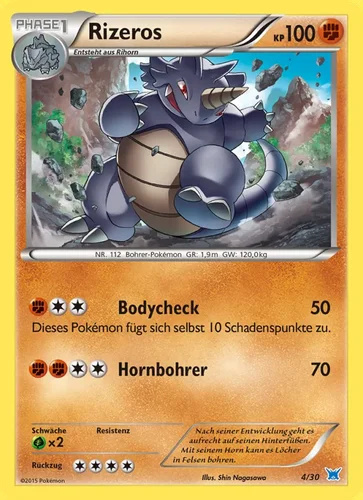 PHASE 1 Rizeros KP 100
Entsteht aus Rihorn
NR. 112 Bohrer-Pokémon GR: 1,9m GW: 120,0kg
Bodycheck 50
Dieses Pokémon fügt sich selbst 10 Schadenspunkte zu.
Hornbohrer 70
Schwäche Resistenz
×2
Rückzug
Nach seiner Entwicklung geht es
aufrecht auf seinen Hinterfüßen.
Mit seinem Horn kann es Löcher
in Felsen bohren.
©2015 Pokémon Illus. Shin Nagasawa 4/30